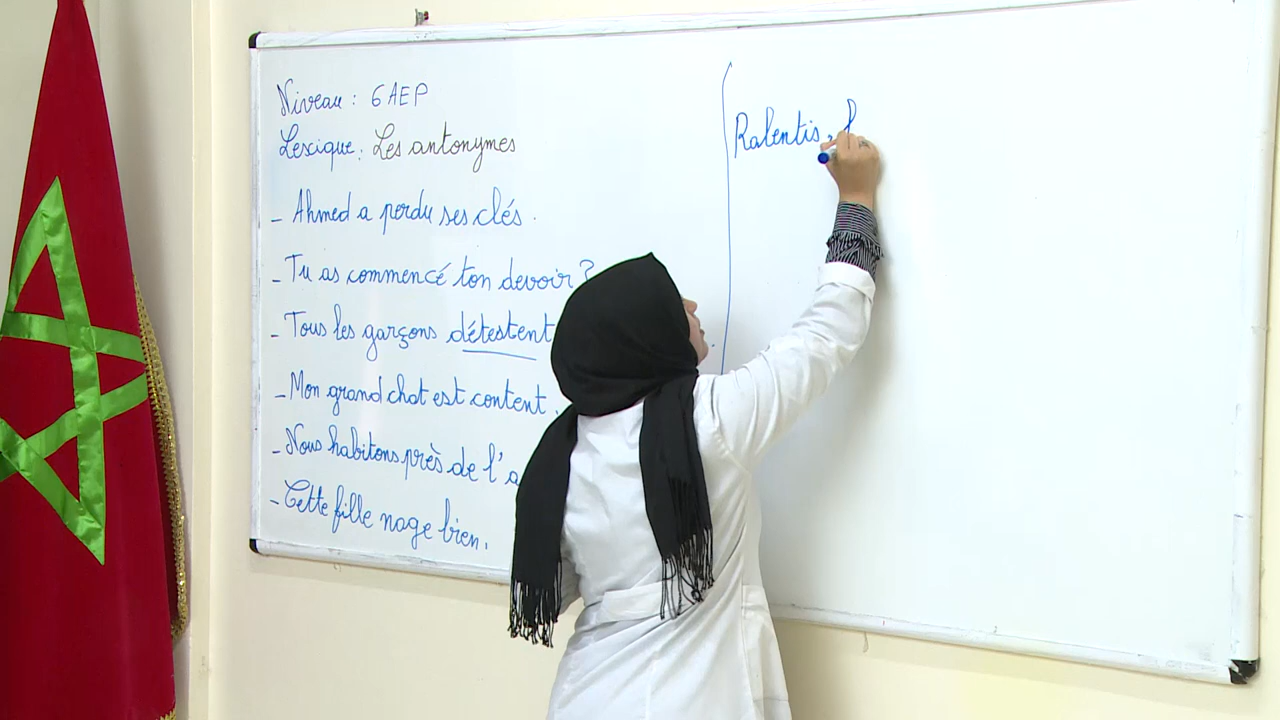 Niveau : 6 AEP
Lexique : Les antonymes
- Ahmed a perdu ses clés.
- Tu as commencé ton devoir ?
- Tous les garçons détestent
- Mon grand chat est content.
- Nous habitons près de l'
- Cette fille nage bien.
Ralentis,